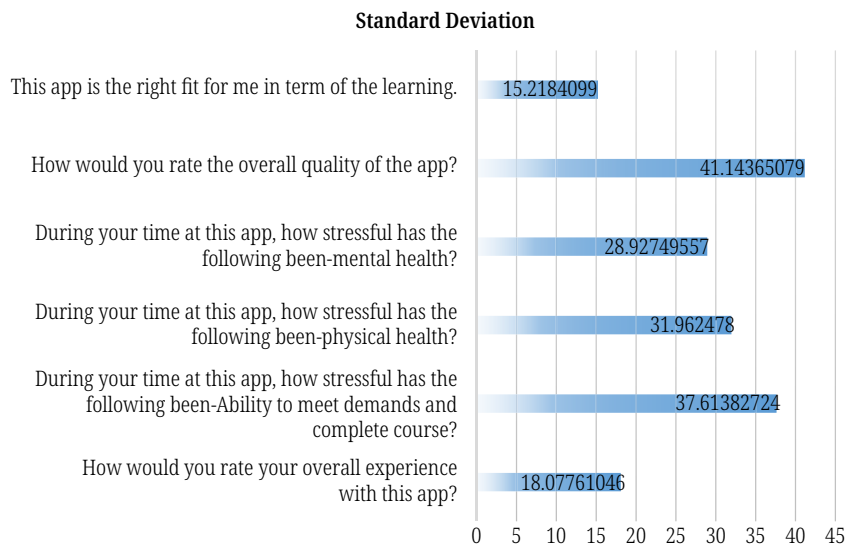 Standard Deviation
This app is the right fit for me in term of the learning.
15.2184099
How would you rate the overall quality of the app?
41.14365079
During your time at this app, how stressful has the
following been-mental health?
28.92749557
During your time at this app, how stressful has the
following been-physical health?
31.962478
During your time at this app, how stressful has the
following been-Ability to meet demands and
complete course?
37.61382724
How would you rate your overall experience
with this app?
18.07761046
0 5 10 15 20 25 30 35 40 45